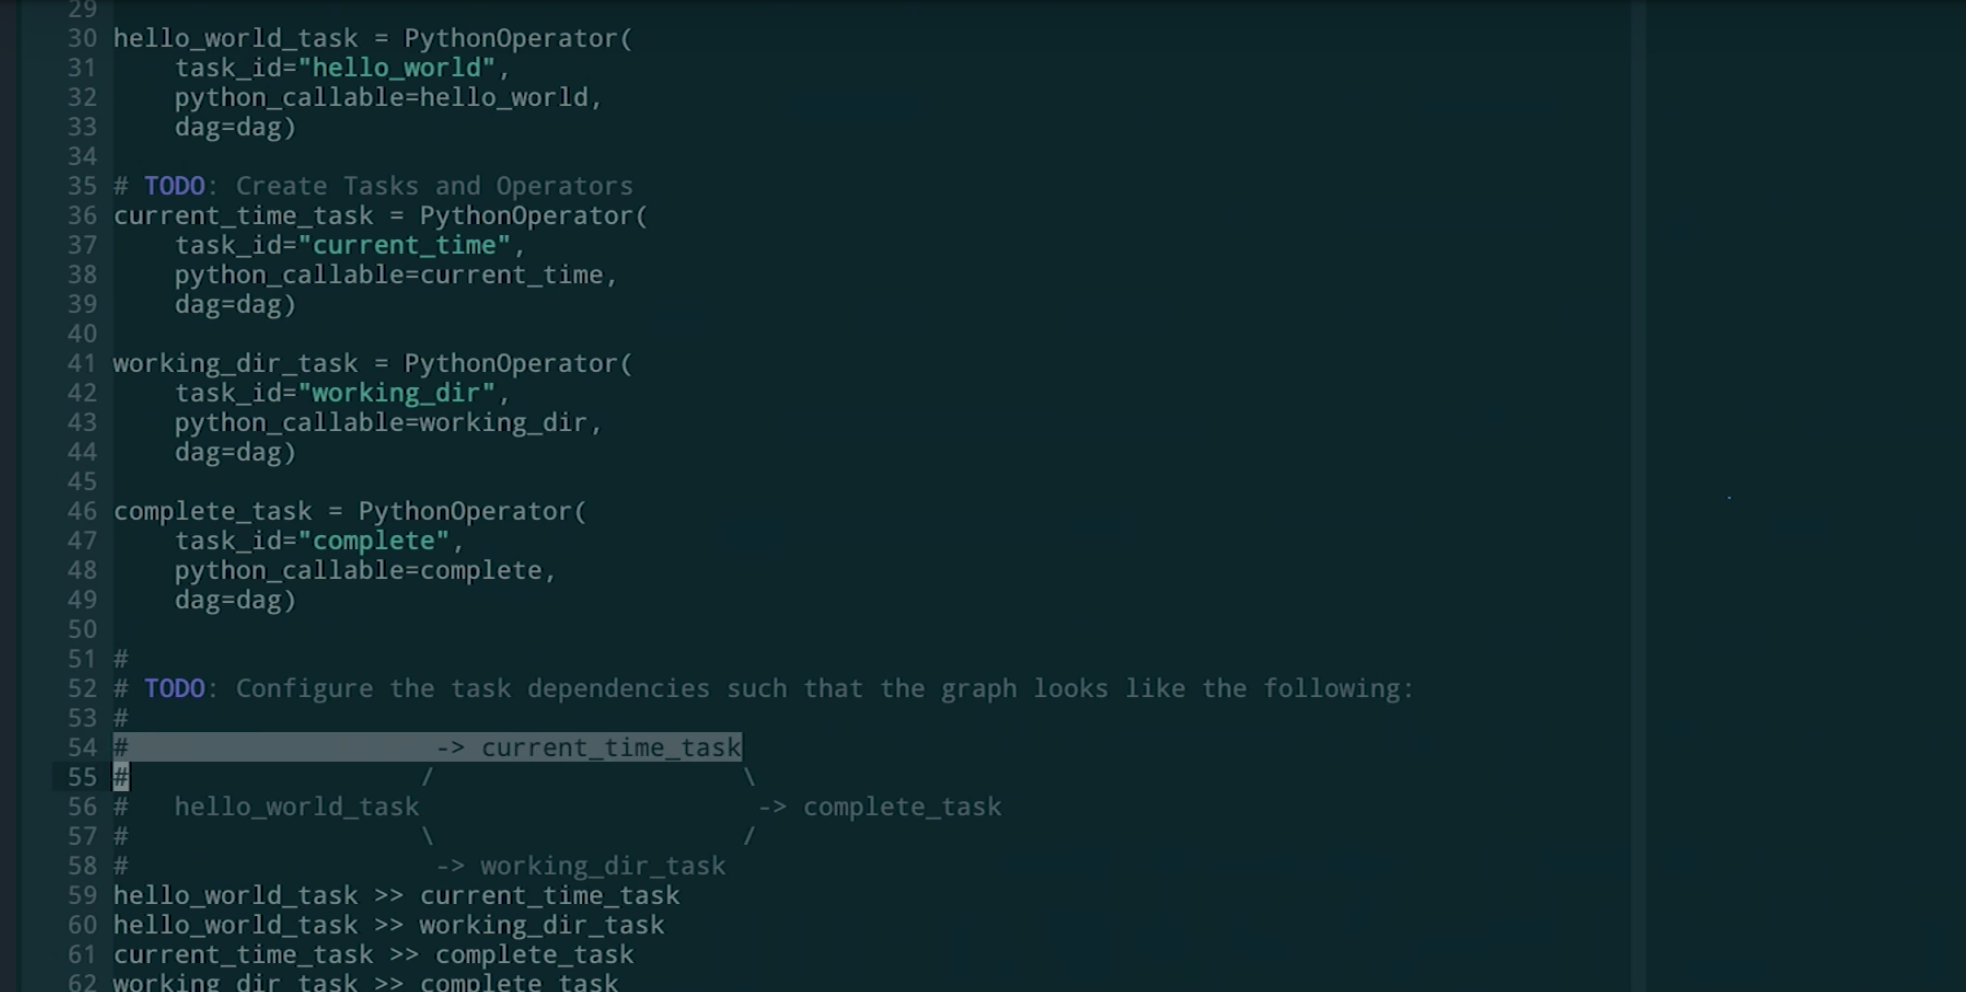 29
30 hello_world_task = PythonOperator(
31     task_id="hello_world",
32     python_callable=hello_world,
33     dag=dag)
34
35 # TODO: Create Tasks and Operators
36 current_time_task = PythonOperator(
37     task_id="current_time",
38     python_callable=current_time,
39     dag=dag)
40
41 working_dir_task = PythonOperator(
42     task_id="working_dir",
43     python_callable=working_dir,
44     dag=dag)
45
46 complete_task = PythonOperator(
47     task_id="complete",
48     python_callable=complete,
49     dag=dag)
50
51 #
52 # TODO: Configure the task dependencies such that the graph looks like the following:
53 #
54 #                    -> current_time_task
55 #                   /                    \
56 #   hello_world_task                      -> complete_task
57 #                   \                    /
58 #                    -> working_dir_task
59 hello_world_task >> current_time_task
60 hello_world_task >> working_dir_task
61 current_time_task >> complete_task
62 working_dir_task >> complete_task